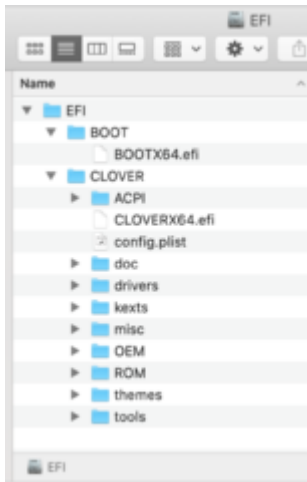 EFI
Name
EFI
BOOT
BOOTX64.efi
CLOVER
ACPI
CLOVERX64.efi
config.plist
doc
drivers
kexts
misc
OEM
ROM
themes
tools
EFI